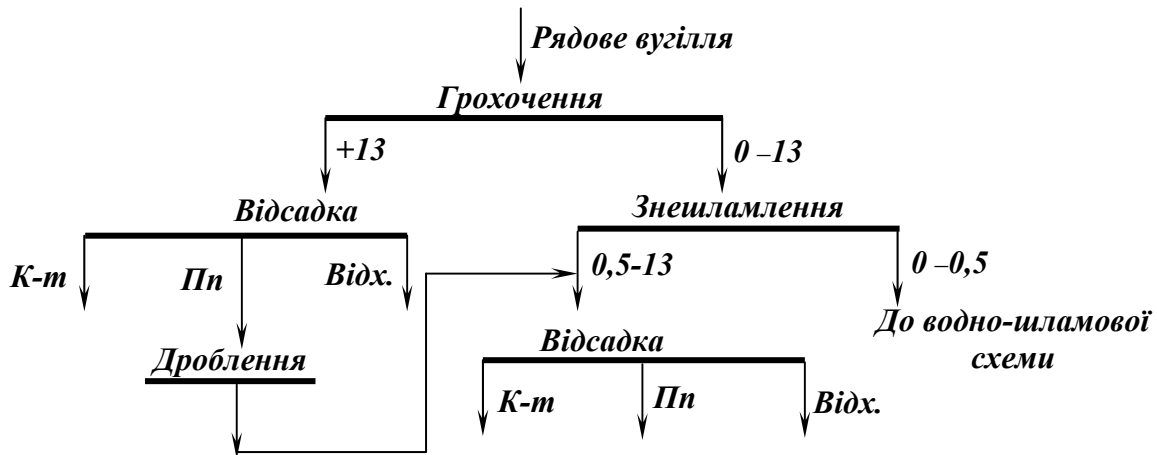 Рядове вугілля
Грохочення
+13
0 –13
Відсадка
Знешламлення
К-т
Пп
Відх.
0,5-13
0 –0,5
До водно-шламової
схеми
Дроблення
Відсадка
К-т
Пп
Відх.